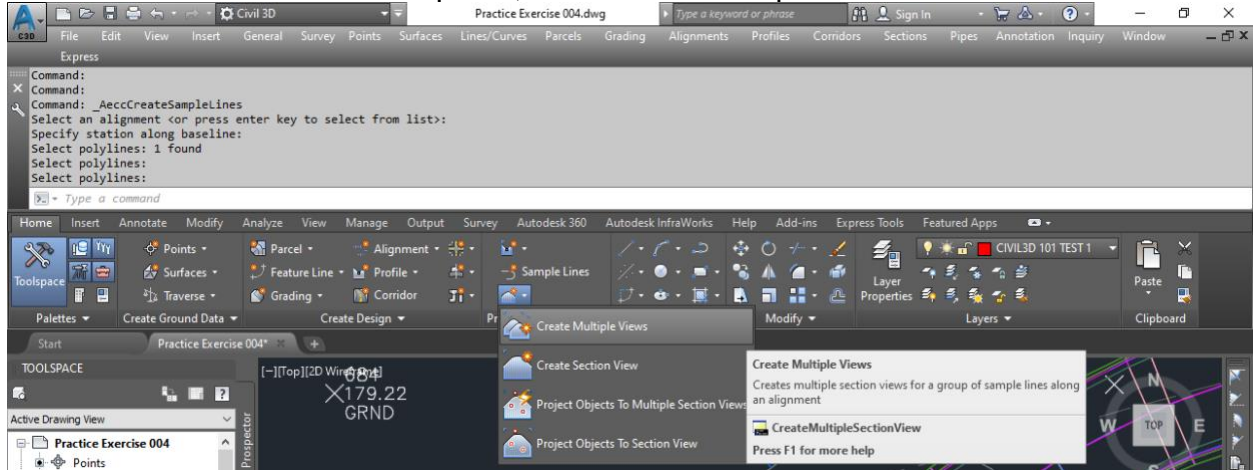 Civil 3D
Practice Exercise 004.dwg
Type a keyword or phrase
Sign In
C3D
File Edit View Insert General Survey Points Surfaces Lines/Curves Parcels Grading Alignments Profiles Corridors Sections Pipes Annotation Inquiry Window
Express
Command:
Command:
Command: _AeccCreateSampleLines
Select an alignment <or press enter key to select from list>:
Specify station along baseline:
Select polylines: 1 found
Select polylines:
Select polylines:
Type a command
Home Insert Annotate Modify Analyze View Manage Output Survey Autodesk 360 Autodesk InfraWorks Help Add-ins Express Tools Featured Apps
Points Parcel Alignment
CIVIL3D 101 TEST 1
Toolspace
Surfaces Feature Line Profile Sample Lines
Layer Properties
Paste
Traverse Grading Corridor
Palettes Create Ground Data Create Design Modify Layers Clipboard
Create Multiple Views
Start
Practice Exercise 004*
TOOLSPACE
[-][Top][2D Wireframe]
684
179.22
GRND
Create Section View
Create Multiple Views
Creates multiple section views for a group of sample lines along
an alignment
Active Drawing View
Project Objects To Multiple Section Views
CreateMultipleSectionView
Press F1 for more help
N
W
TOP
E
Practice Exercise 004
Points
Prospector
Project Objects To Section View